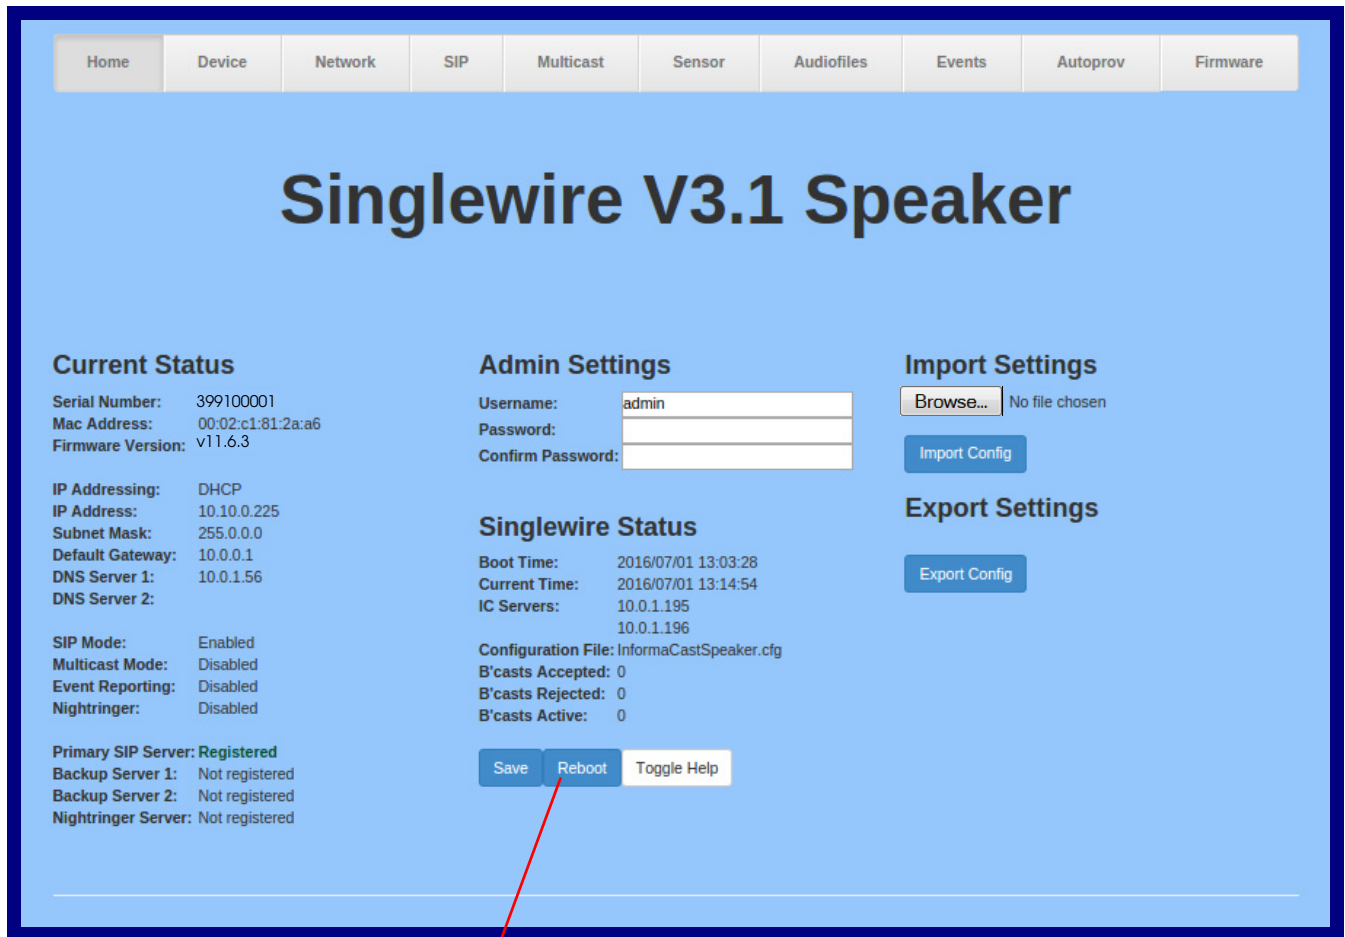 Home Device Network SIP Multicast Sensor Audiofiles Events Autoprov Firmware
Singlewire V3.1 Speaker
Current Status
Serial Number: 399100001
Mac Address: 00:02:c1:81:2a:a6
Firmware Version: v11.6.3
IP Addressing: DHCP
IP Address: 10.10.0.225
Subnet Mask: 255.0.0.0
Default Gateway: 10.0.0.1
DNS Server 1: 10.0.1.56
DNS Server 2:
SIP Mode: Enabled
Multicast Mode: Disabled
Event Reporting: Disabled
Nightringer: Disabled
Primary SIP Server: Registered
Backup Server 1: Not registered
Backup Server 2: Not registered
Nightringer Server: Not registered
Admin Settings
Username: admin
Password:
Confirm Password:
Singlewire Status
Boot Time: 2016/07/01 13:03:28
Current Time: 2016/07/01 13:14:54
IC Servers: 10.0.1.195
10.0.1.196
Configuration File: InformaCastSpeaker.cfg
B'casts Accepted: 0
B'casts Rejected: 0
B'casts Active: 0
Save Reboot Toggle Help
Import Settings
Browse... No file chosen
Import Config
Export Settings
Export Config